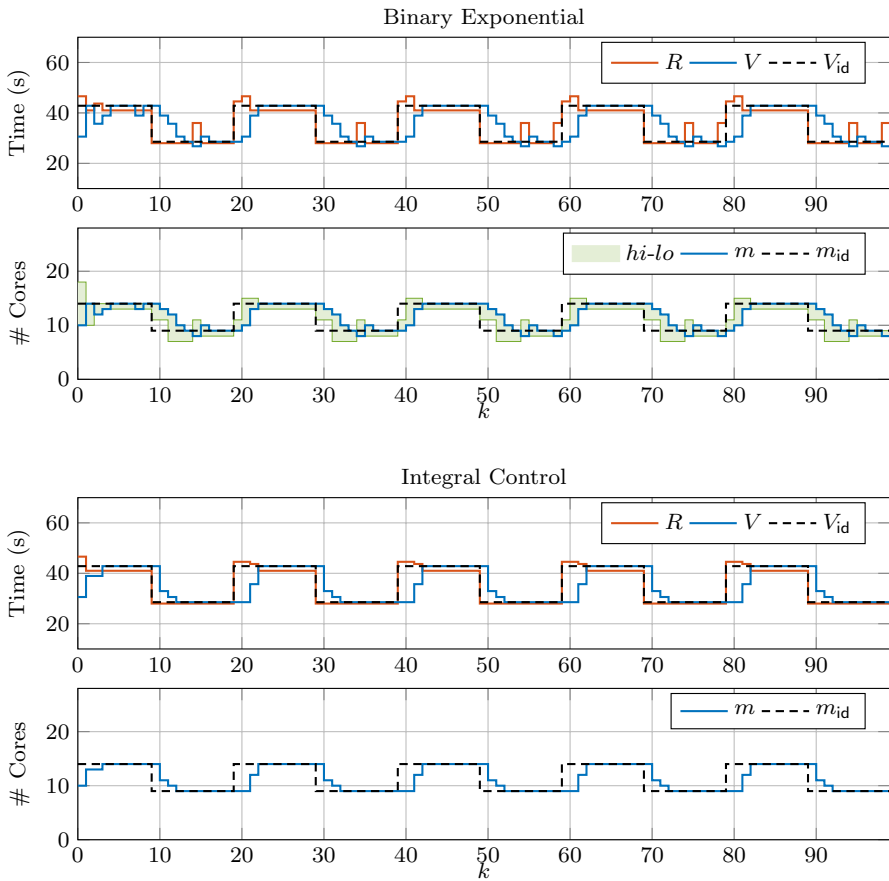 Binary Exponential
Time (s)
60
40
20
R V V_id
0 10 20 30 40 50 60 70 80 90
# Cores
20
10
0
hi-lo m m_id
0 10 20 30 40 50 60 70 80 90
k
Integral Control
Time (s)
60
40
20
R V V_id
0 10 20 30 40 50 60 70 80 90
# Cores
20
10
0
m m_id
0 10 20 30 40 50 60 70 80 90
k